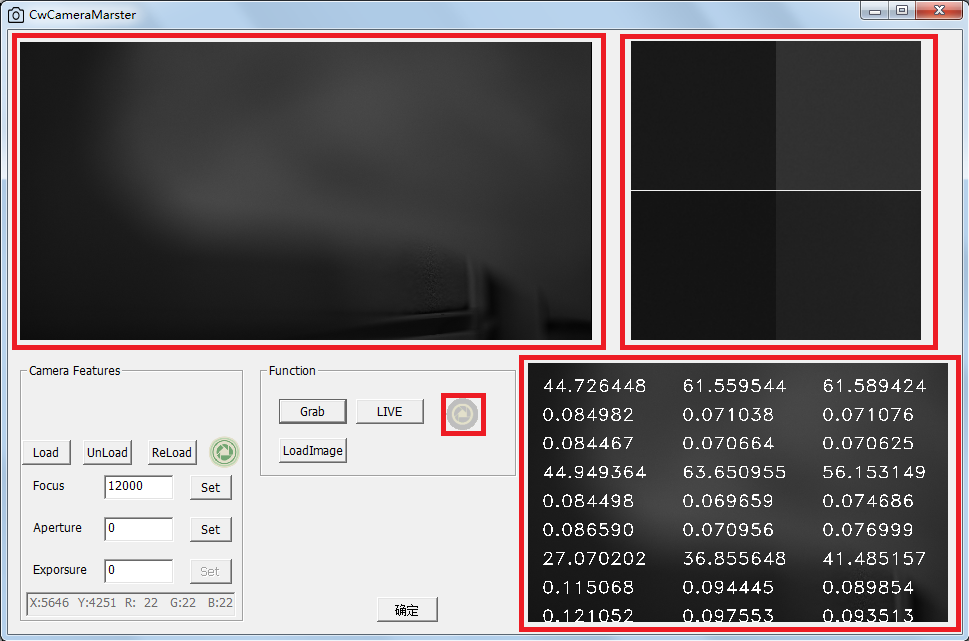 CwCameraMarster
Camera Features
Load UnLoad ReLoad
Focus 12000 Set
Aperture 0 Set
Exporsure 0 Set
X:5646 Y:4251 R: 22 G:22 B:22
Function
Grab LIVE
LoadImage
确定
44.726448 61.559544 61.589424
0.084982 0.071038 0.071076
0.084467 0.070664 0.070625
44.949364 63.650955 56.153149
0.084498 0.069659 0.074686
0.086590 0.070956 0.076999
27.070202 36.855648 41.485157
0.115068 0.094445 0.089854
0.121052 0.097553 0.093513